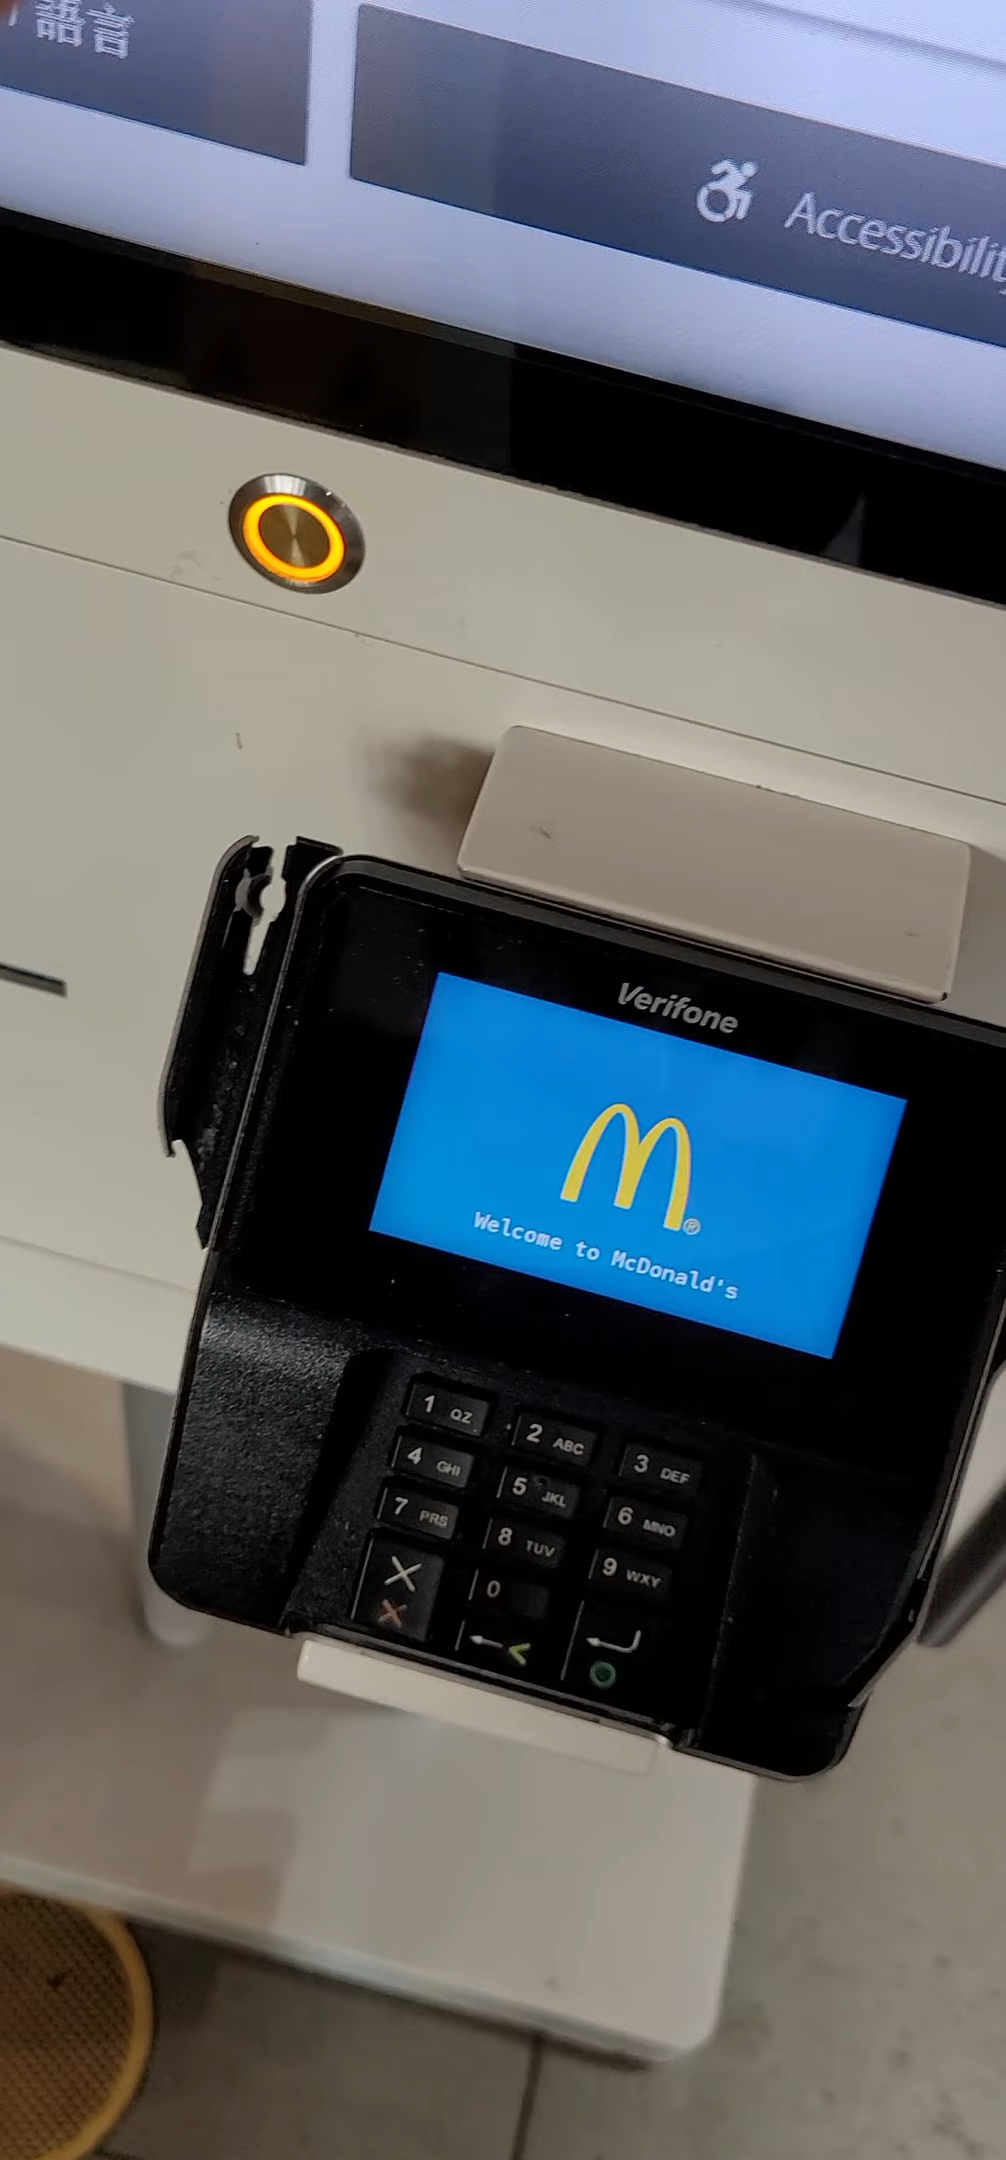 語言
Accessibility
Verifone
M®
Welcome to McDonald's
1 QZ
2 ABC
3 DEF
4 GHI
5 JKL
6 MNO
7 PRS
8 TUV
9 WXY
0